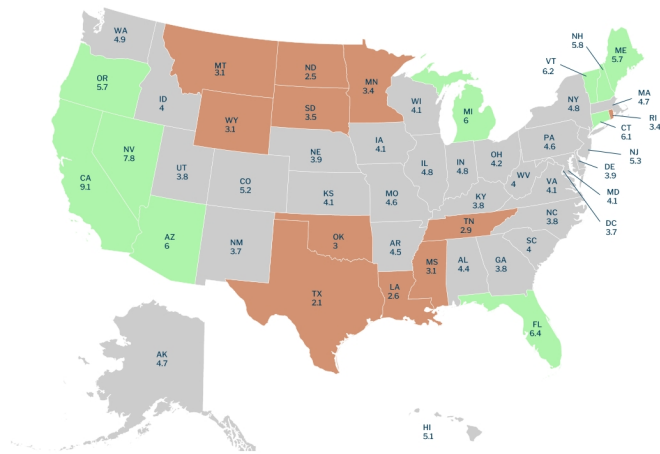 WA
4.9
OR
5.7
CA
9.1
NV
7.8
ID
4
MT
3.1
WY
3.1
UT
3.8
AZ
6
CO
5.2
NM
3.7
ND
2.5
SD
3.5
NE
3.9
KS
4.1
OK
3
TX
2.1
MN
3.4
IA
4.1
MO
4.6
AR
4.5
LA
2.6
WI
4.1
IL
4.8
MI
6
IN
4.8
OH
4.2
KY
3.8
TN
2.9
MS
3.1
AL
4.4
GA
3.8
FL
6.4
SC
4
NC
3.8
VA
4.1
WV
4
PA
4.6
NY
4.8
VT
6.2
NH
5.8
ME
5.7
MA
4.7
RI
3.4
CT
6.1
NJ
5.3
DE
3.9
MD
4.1
DC
3.7
AK
4.7
HI
5.1